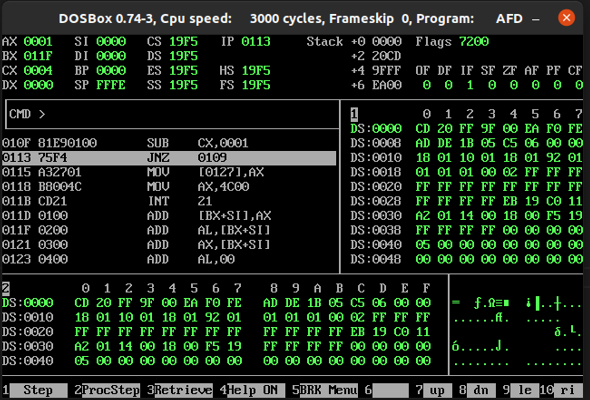 DOSBox 0.74-3, Cpu speed: 3000 cycles, Frameskip 0, Program: AFD
AX 0001 SI 0000 CS 19F5 IP 0113 Stack +0 0000 Flags 7200
BX 011F DI 0000 DS 19F5 +2 20CD
CX 0004 BP 0000 ES 19F5 HS 19F5 +4 9FFF OF DF IF SF ZF AF PF CF
DX 0000 SP FFFE SS 19F5 FS 19F5 +6 EA00 0 0 1 0 0 0 0 0
CMD >
1 0 1 2 3 4 5 6 7
DS:0000 CD 20 FF 9F 00 EA F0 FE
DS:0008 AD DE 1B 05 C5 06 00 00
DS:0010 18 01 10 01 18 01 92 01
DS:0018 01 01 01 00 02 FF FF FF
DS:0020 FF FF FF FF FF FF FF FF
DS:0028 FF FF FF FF EB 19 C0 11
DS:0030 A2 01 14 00 18 00 F5 19
DS:0038 FF FF FF FF 00 00 00 00
DS:0040 05 00 00 00 00 00 00 00
DS:0048 00 00 00 00 00 00 00 00
010F 81E90100 SUB CX,0001
0113 75F4 JNZ 0109
0115 A32701 MOV [0127],AX
0118 B8004C MOV AX,4C00
011B CD21 INT 21
011D 0100 ADD [BX+SI],AX
011F 0200 ADD AL,[BX+SI]
0121 0300 ADD AX,[BX+SI]
0123 0400 ADD AL,00
2 0 1 2 3 4 5 6 7 8 9 A B C D E F
DS:0000 CD 20 FF 9F 00 EA F0 FE AD DE 1B 05 C5 06 00 00
DS:0010 18 01 10 01 18 01 92 01 01 01 01 00 02 FF FF FF
DS:0020 FF FF FF FF FF FF FF FF FF FF FF FF EB 19 C0 11
DS:0030 A2 01 14 00 18 00 F5 19 FF FF FF FF 00 00 00 00
DS:0040 05 00 00 00 00 00 00 00 00 00 00 00 00 00 00 00
1 Step 2ProcStep 3Retrieve 4Help ON 5BRK Menu 6 7 up 8 dn 9 le 10 ri